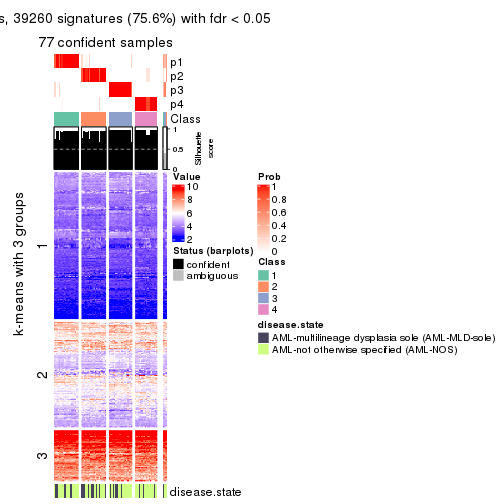 s, 39260 signatures (75.6%) with fdr < 0.05
77 confident samples
p1
p2
p3
p4
Class
1
0.5
0
Silhouette
score
k-means with 3 groups
1
2
3
disease.state
Value
10
8
6
4
2
Status (barplots)
confident
ambiguous
Prob
1
0.8
0.6
0.4
0.2
0
Class
1
2
3
4
disease.state
AML-multilineage dysplasia sole (AML-MLD-sole)
AML-not otherwise specified (AML-NOS)